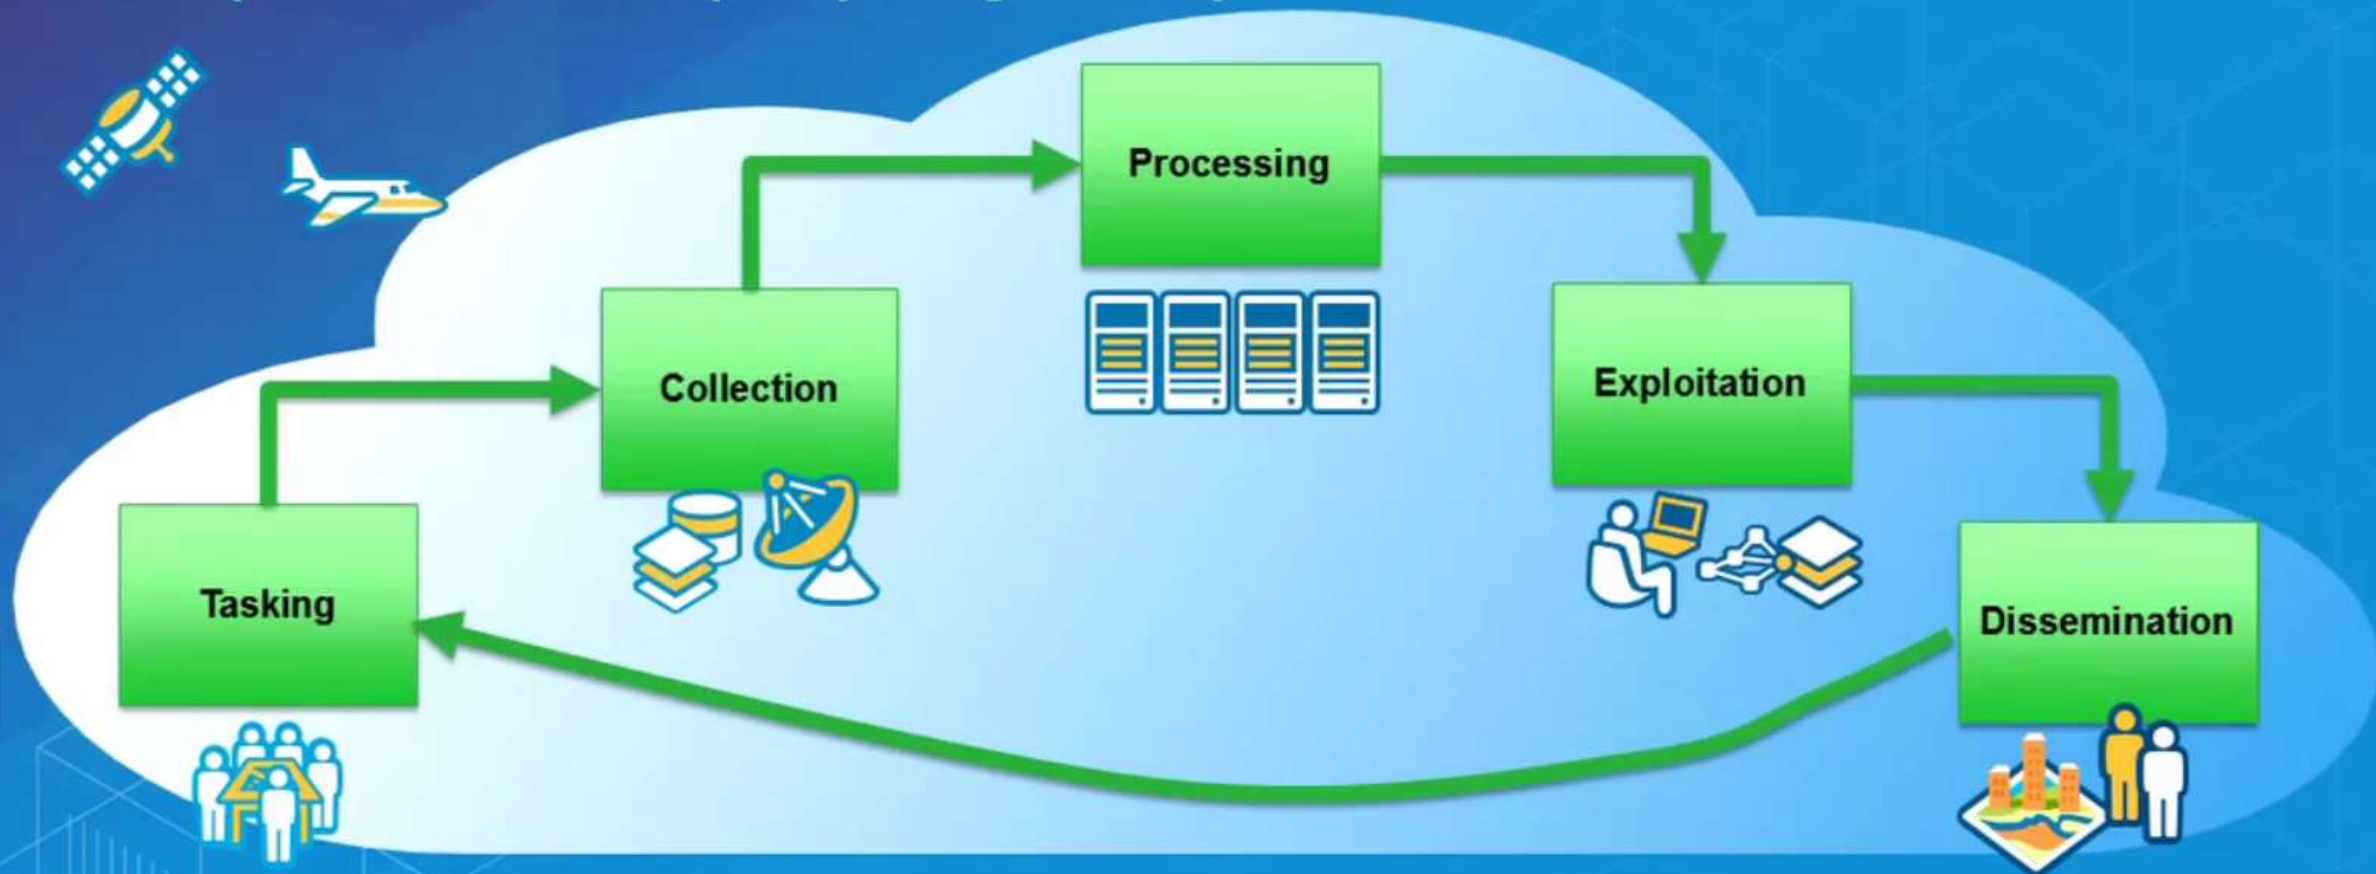 Processing
Collection
Exploitation
Tasking
Dissemination